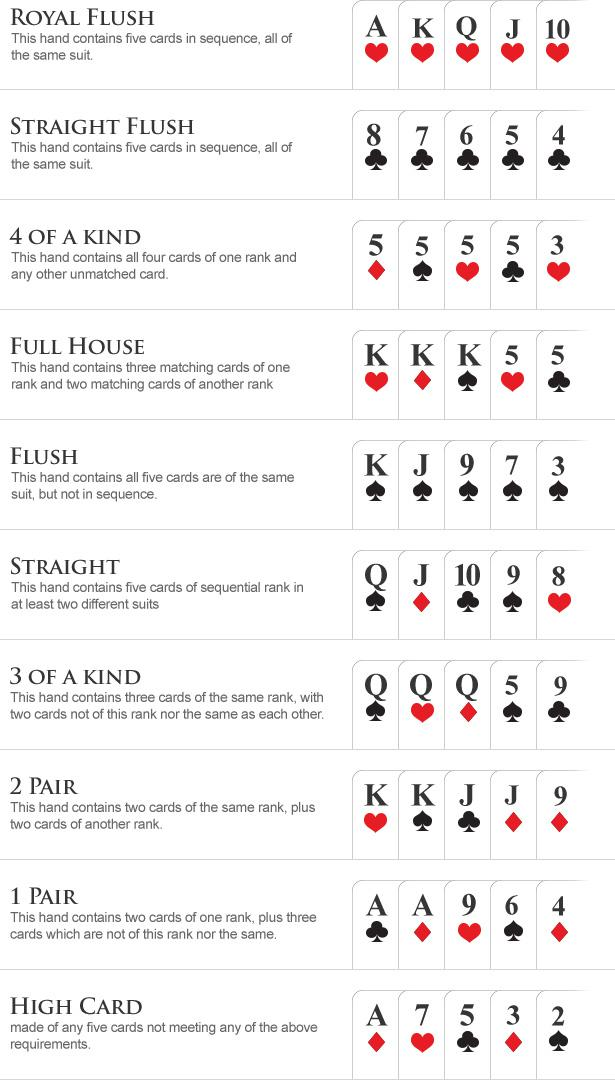 ROYAL FLUSH
This hand contains five cards in sequence, all of
the same suit.
A K Q J 10
STRAIGHT FLUSH
This hand contains five cards in sequence, all of
the same suit.
8 7 6 5 4
4 OF A KIND
This hand contains all four cards of one rank and
any other unmatched card.
5 5 5 5 3
FULL HOUSE
This hand contains three matching cards of one
rank and two matching cards of another rank
K K K 5 5
FLUSH
This hand contains all five cards are of the same
suit, but not in sequence.
K J 9 7 3
STRAIGHT
This hand contains five cards of sequential rank in
at least two different suits
Q J 10 9 8
3 OF A KIND
This hand contains three cards of the same rank, with
two cards not of this rank nor the same as each other.
Q Q Q 5 9
2 PAIR
This hand contains two cards of the same rank, plus
two cards of another rank.
K K J J 9
1 PAIR
This hand contains two cards of one rank, plus three
cards which are not of this rank nor the same.
A A 9 6 4
HIGH CARD
made of any five cards not meeting any of the above
requirements.
A 7 5 3 2